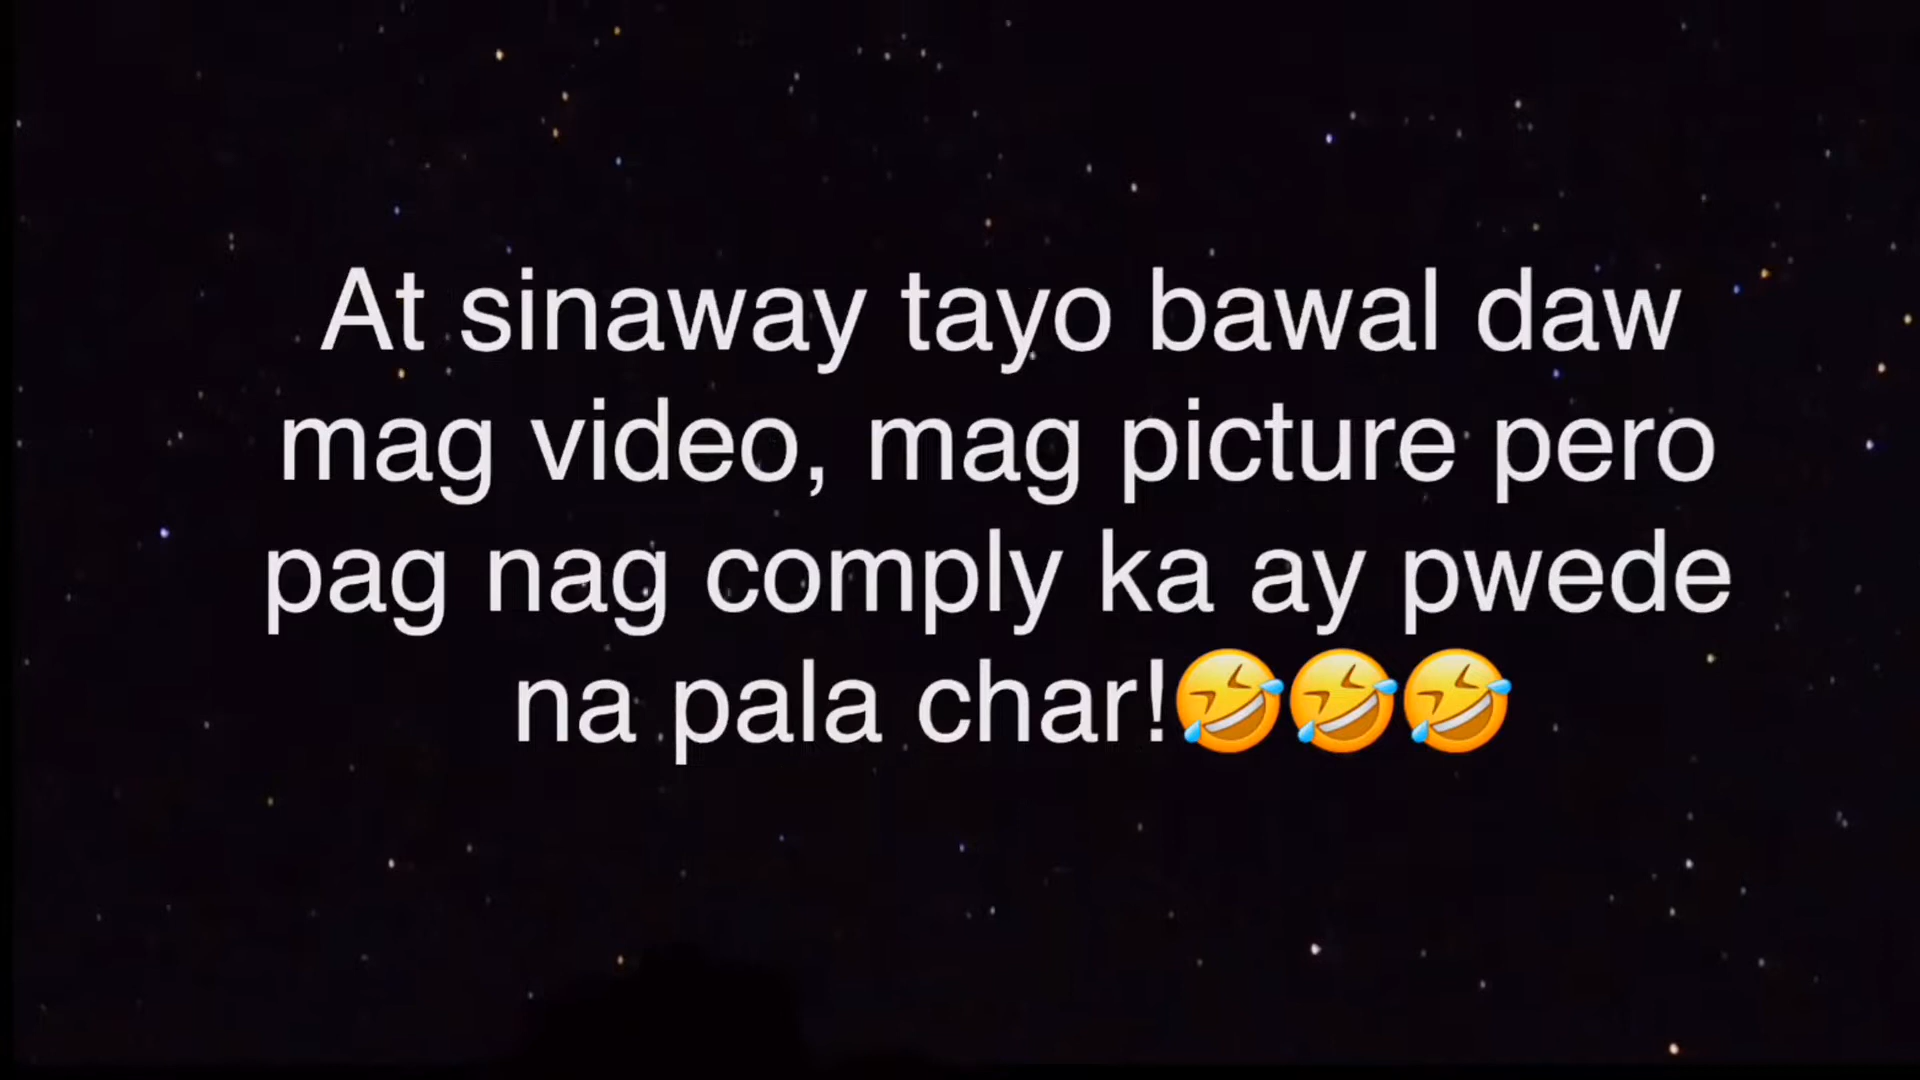 At sinaway tayo bawal daw
mag video, mag picture pero
pag nag comply ka ay pwede
na pala char!🤣🤣🤣